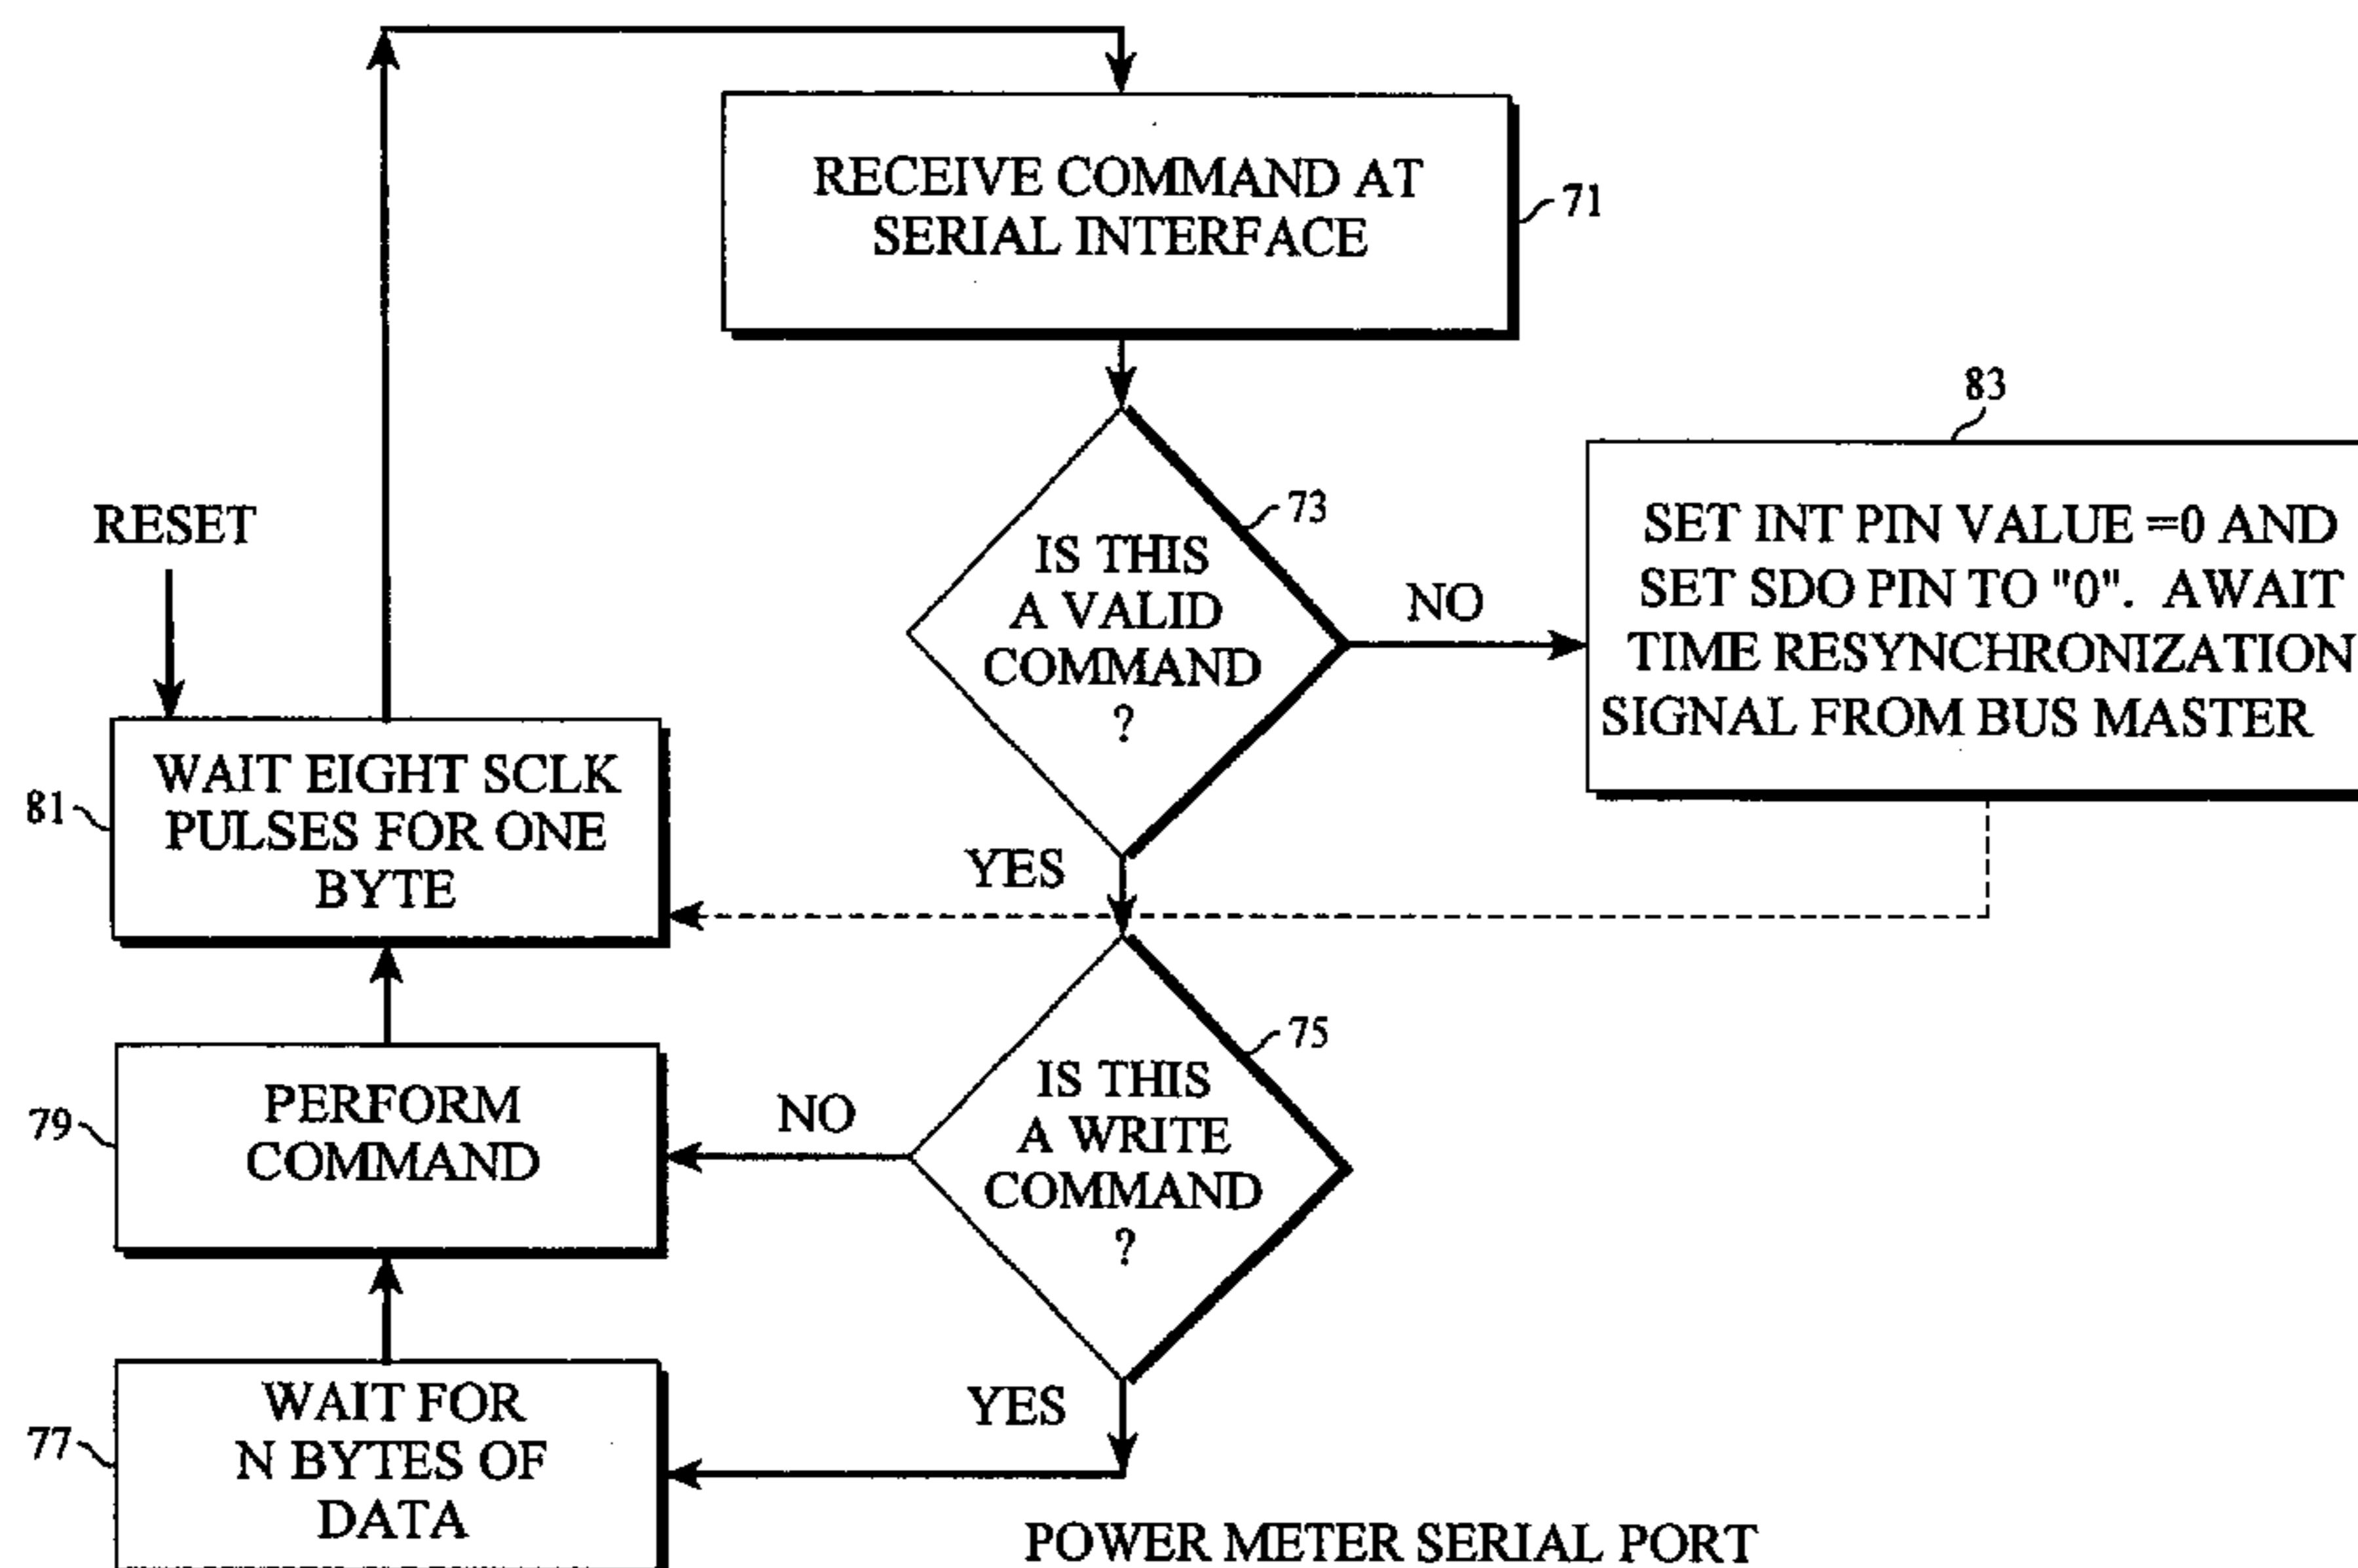 RECEIVE COMMAND AT
SERIAL INTERFACE
71
83
73
IS THIS
A VALID
COMMAND
?
NO
SET INT PIN VALUE =0 AND
SET SDO PIN TO "0". AWAIT
TIME RESYNCHRONIZATION
SIGNAL FROM BUS MASTER
RESET
81
WAIT EIGHT SCLK
PULSES FOR ONE
BYTE
YES
75
IS THIS
A WRITE
COMMAND
?
NO
79
PERFORM
COMMAND
YES
77
WAIT FOR
N BYTES OF
DATA
POWER METER SERIAL PORT